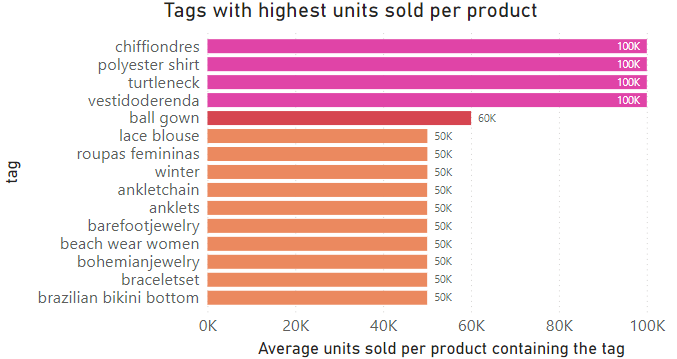 Tags with highest units sold per product
chiffiondres 100K
polyester shirt 100K
turtleneck 100K
vestidoderenda 100K
ball gown 60K
lace blouse 50K
roupas femininas 50K
winter 50K
ankletchain 50K
anklets 50K
barefootjewelry 50K
beach wear women 50K
bohemianjewelry 50K
braceletset 50K
brazilian bikini bottom 50K
tag
0K 20K 40K 60K 80K 100K
Average units sold per product containing the tag